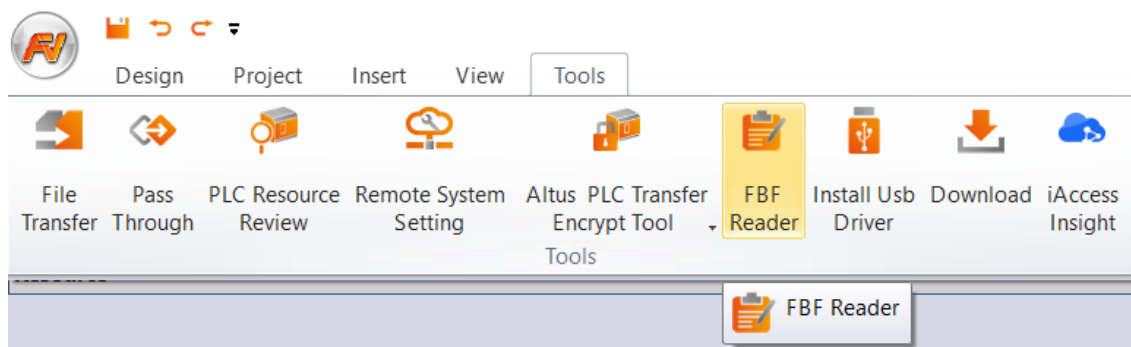 FV
Design Project Insert View Tools
File Transfer
Pass Through
PLC Resource Review
Remote System Setting
Altus PLC Transfer Encrypt Tool
FBF Reader
Install Usb Driver
Download
iAccess Insight
Tools
FBF Reader